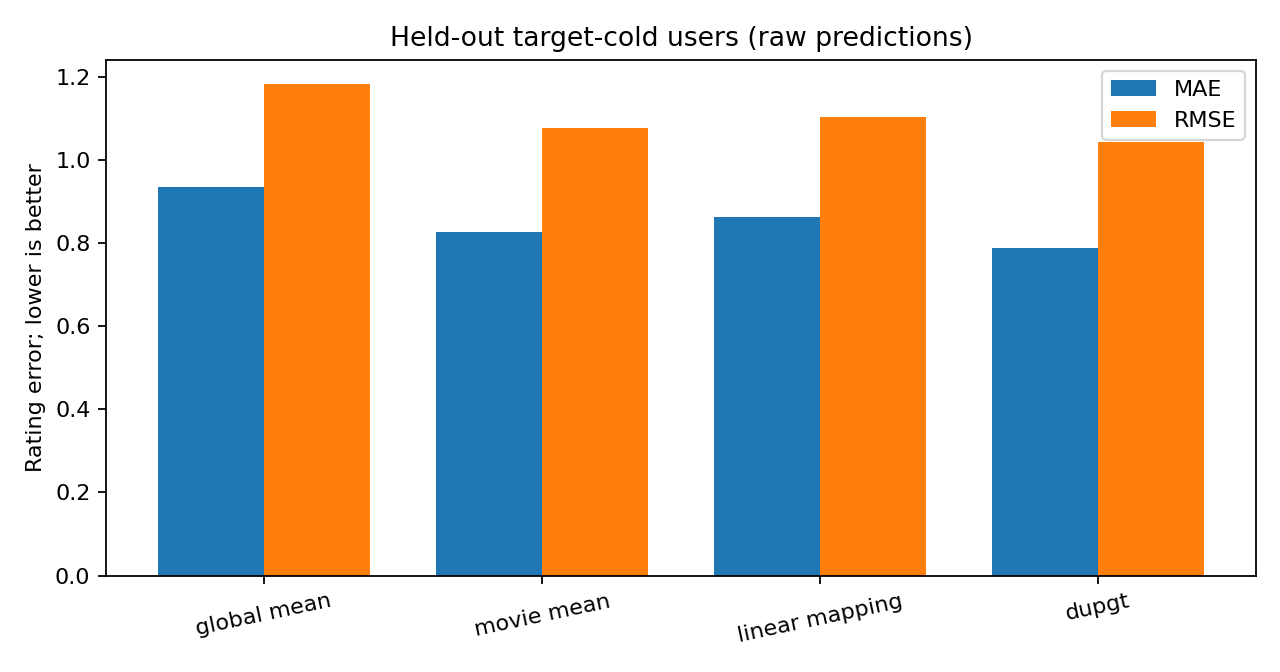 Held-out target-cold users (raw predictions)
Rating error; lower is better
1.2
1.0
0.8
0.6
0.4
0.2
0.0
MAE
RMSE
global mean
movie mean
linear mapping
dupgt